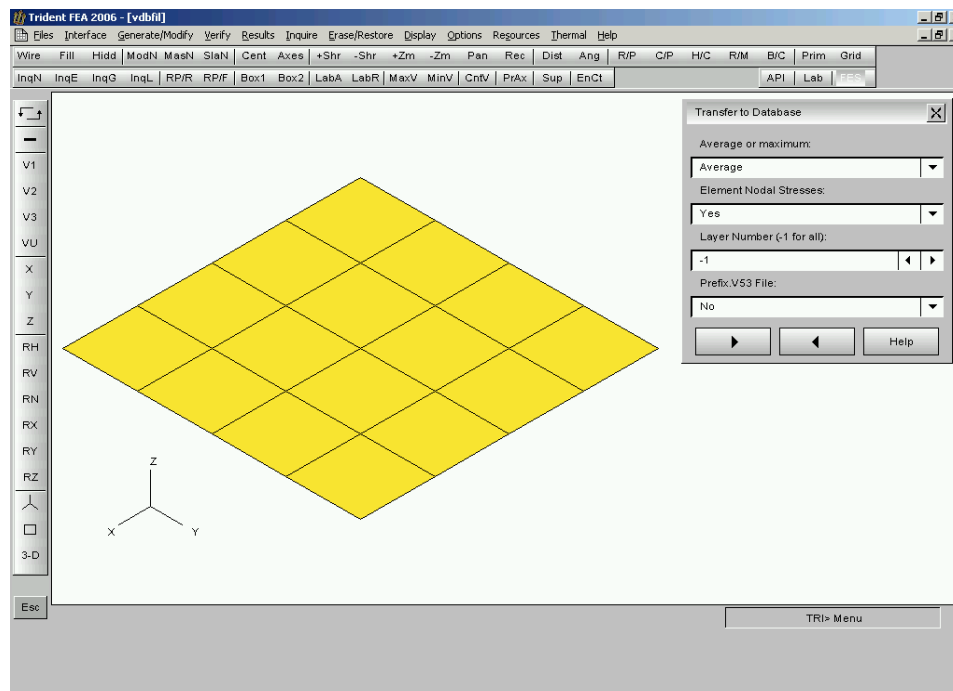 Trident FEA 2006 - [vdbfil]
Files Interface Generate/Modify Verify Results Inquire Erase/Restore Display Options Resources Thermal Help
Wire Fill Hidd ModN MasN SlaN Cent Axes +Shr -Shr +Zm -Zm Pan Rec Dist Ang R/P C/P H/C R/M B/C Prim Grid
InqN InqE InqG InqL RP/R RP/F Box1 Box2 LabA LabR MaxV MinV CntV PrAx Sup EnCt API Lab FES
V1
V2
V3
VU
X
Y
Z
RH
RV
RN
RX
RY
RZ
3-D
Esc
Z
X
Y
Transfer to Database
Average or maximum:
Average
Element Nodal Stresses:
Yes
Layer Number (-1 for all):
-1
Prefix.V53 File:
No
Help
TRI> Menu